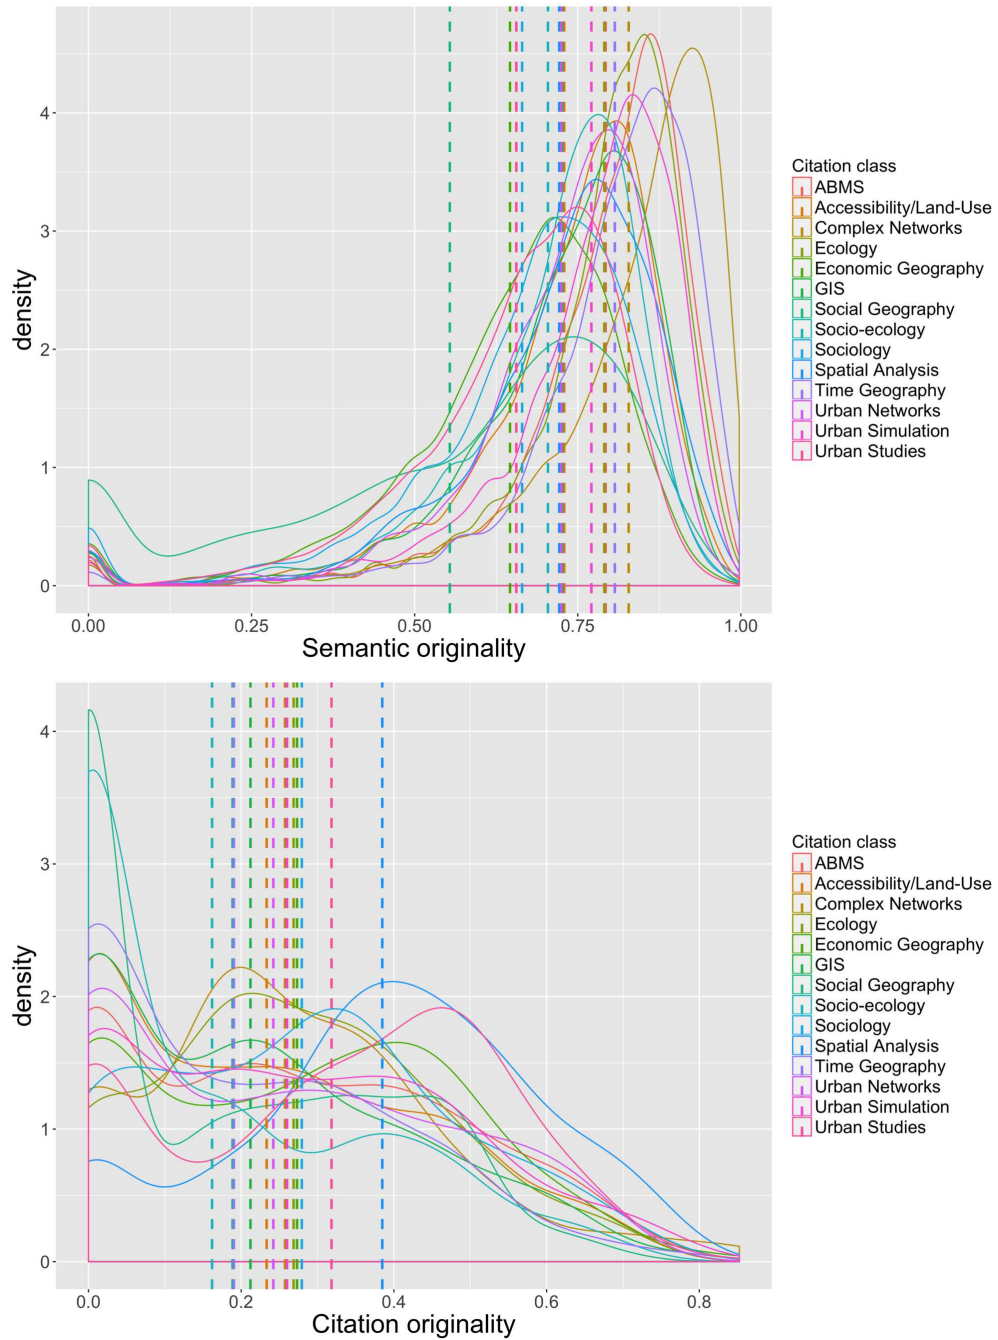 density
4
3
2
1
0
0.00 0.25 0.50 0.75 1.00
Semantic originality
Citation class
ABMS
Accessibility/Land-Use
Complex Networks
Ecology
Economic Geography
GIS
Social Geography
Socio-ecology
Sociology
Spatial Analysis
Time Geography
Urban Networks
Urban Simulation
Urban Studies
density
4
3
2
1
0
0.0 0.2 0.4 0.6 0.8
Citation originality
Citation class
ABMS
Accessibility/Land-Use
Complex Networks
Ecology
Economic Geography
GIS
Social Geography
Socio-ecology
Sociology
Spatial Analysis
Time Geography
Urban Networks
Urban Simulation
Urban Studies